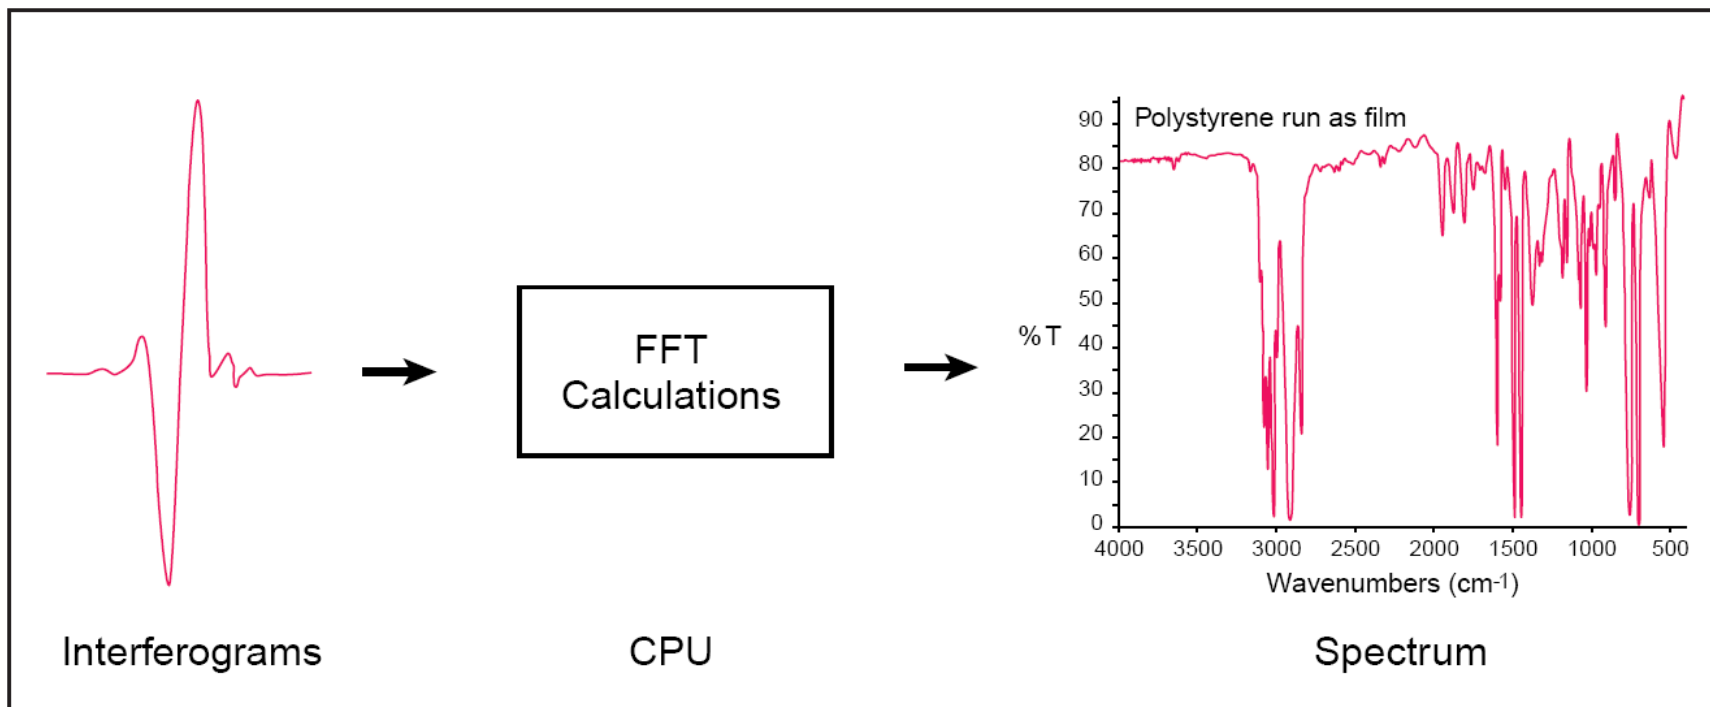 Polystyrene run as film
90
80
70
60
50
%T
40
30
20
10
0
4000 3500 3000 2500 2000 1500 1000 500
Wavenumbers (cm-1)
FFT
Calculations
Interferograms
CPU
Spectrum